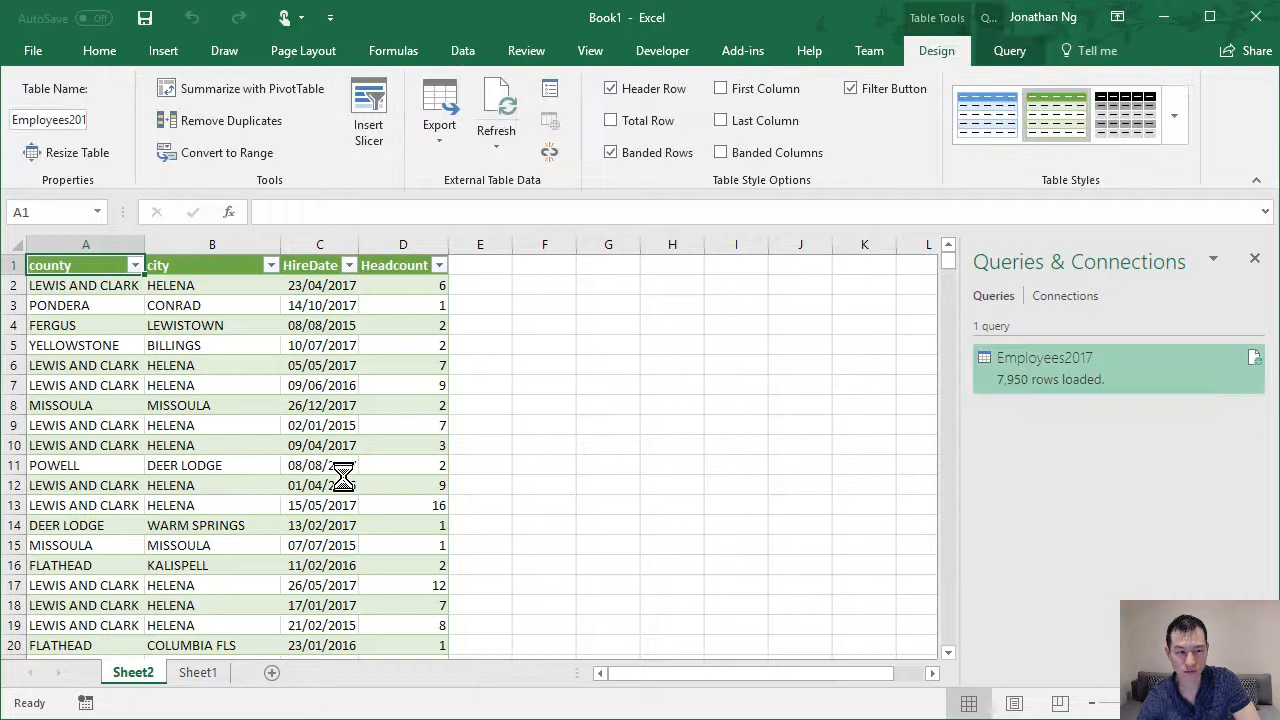 AutoSave Off Book1 - Excel Table Tools Q... Jonathan Ng
File Home Insert Draw Page Layout Formulas Data Review View Developer Add-ins Help Team Design Query Tell me Share
Table Name:
Employees201
Resize Table
Properties
Summarize with PivotTable
Remove Duplicates
Convert to Range
Tools
Insert
Slicer
Export
Refresh
External Table Data
Header Row First Column Filter Button
Total Row Last Column
Banded Rows Banded Columns
Table Style Options
Table Styles
A1 fx
A B C D E F G H I J K L
1 county city HireDate Headcount
2 LEWIS AND CLARK HELENA 23/04/2017 6
3 PONDERA CONRAD 14/10/2017 1
4 FERGUS LEWISTOWN 08/08/2015 2
5 YELLOWSTONE BILLINGS 10/07/2017 2
6 LEWIS AND CLARK HELENA 05/05/2017 7
7 LEWIS AND CLARK HELENA 09/06/2016 9
8 MISSOULA MISSOULA 26/12/2017 2
9 LEWIS AND CLARK HELENA 02/01/2015 7
10 LEWIS AND CLARK HELENA 09/04/2017 3
11 POWELL DEER LODGE 08/08/ 2
12 LEWIS AND CLARK HELENA 01/04/ 9
13 LEWIS AND CLARK HELENA 15/05/2017 16
14 DEER LODGE WARM SPRINGS 13/02/2017 1
15 MISSOULA MISSOULA 07/07/2015 1
16 FLATHEAD KALISPELL 11/02/2016 2
17 LEWIS AND CLARK HELENA 26/05/2017 12
18 LEWIS AND CLARK HELENA 17/01/2017 7
19 LEWIS AND CLARK HELENA 21/02/2015 8
20 FLATHEAD COLUMBIA FLS 23/01/2016 1
Queries & Connections
Queries Connections
1 query
Employees2017
7,950 rows loaded.
Sheet2 Sheet1
Ready